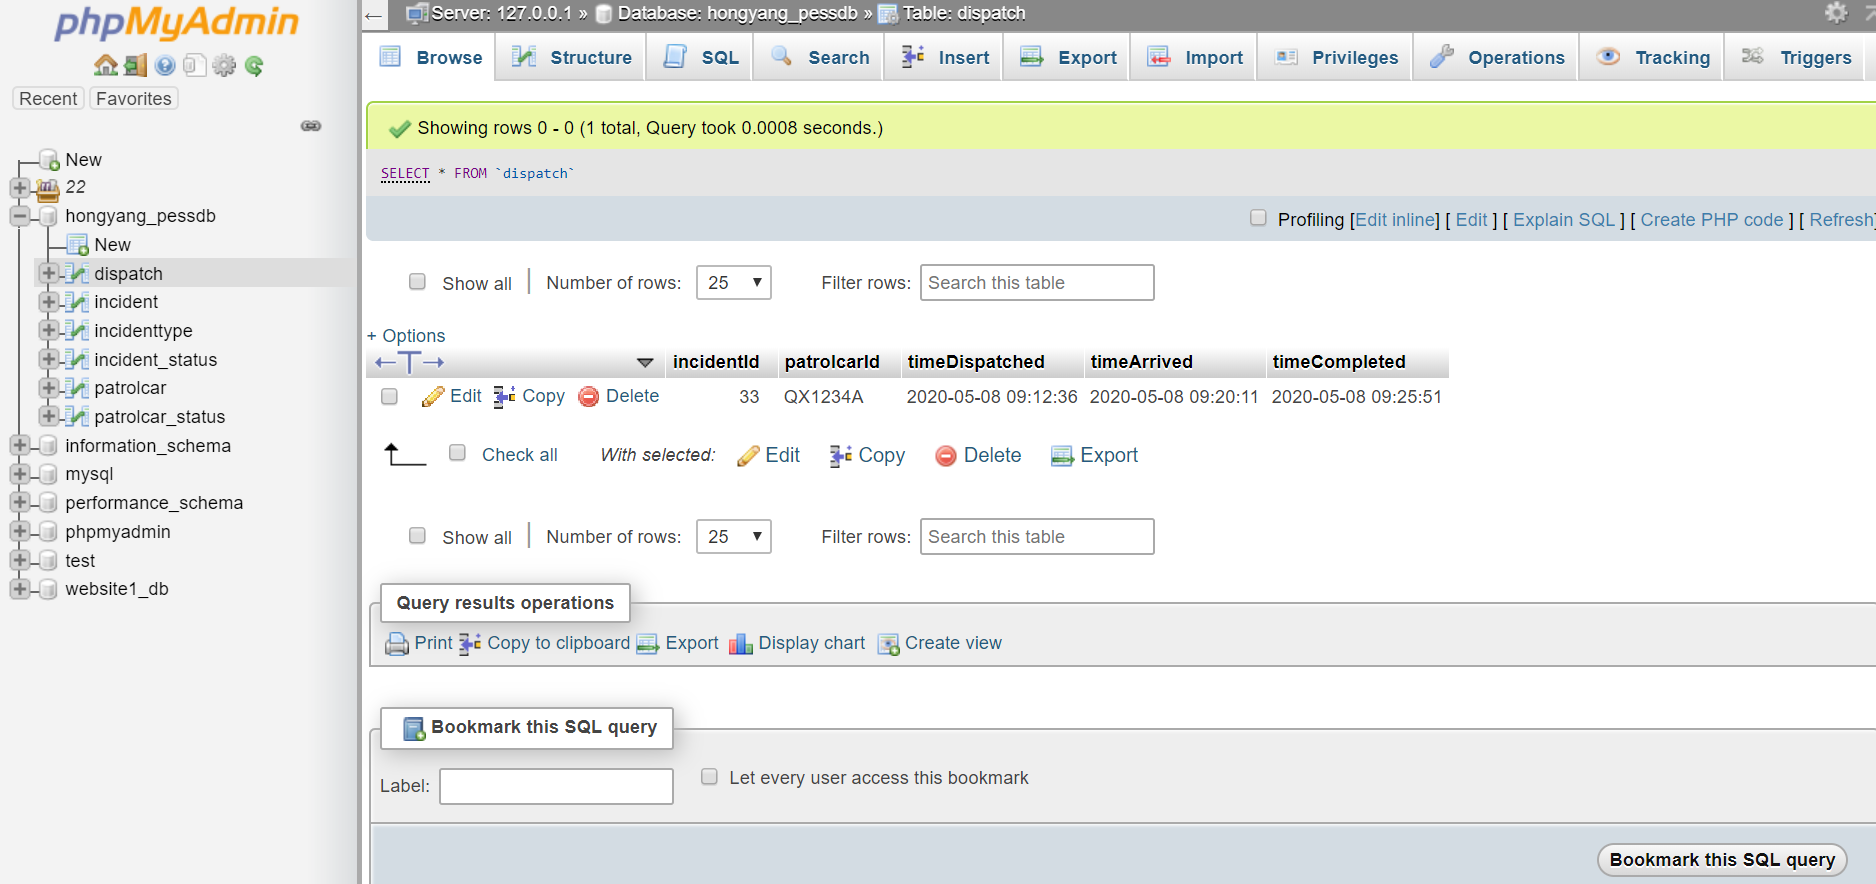 phpMyAdmin
Recent Favorites
New
22
hongyang_pessdb
New
dispatch
incident
incidenttype
incident_status
patrolcar
patrolcar_status
information_schema
mysql
performance_schema
phpmyadmin
test
website1_db
Server: 127.0.0.1 » Database: hongyang_pessdb » Table: dispatch
Browse Structure SQL Search Insert Export Import Privileges Operations Tracking Triggers
Showing rows 0 - 0 (1 total, Query took 0.0008 seconds.)
SELECT * FROM `dispatch`
Profiling [Edit inline] [ Edit ] [ Explain SQL ] [ Create PHP code ] [ Refresh]
Show all Number of rows: 25 Filter rows: Search this table
+ Options
incidentId patrolcarId timeDispatched timeArrived timeCompleted
Edit Copy Delete 33 QX1234A 2020-05-08 09:12:36 2020-05-08 09:20:11 2020-05-08 09:25:51
Check all With selected: Edit Copy Delete Export
Show all Number of rows: 25 Filter rows: Search this table
Query results operations
Print Copy to clipboard Export Display chart Create view
Bookmark this SQL query
Label: Let every user access this bookmark
Bookmark this SQL query